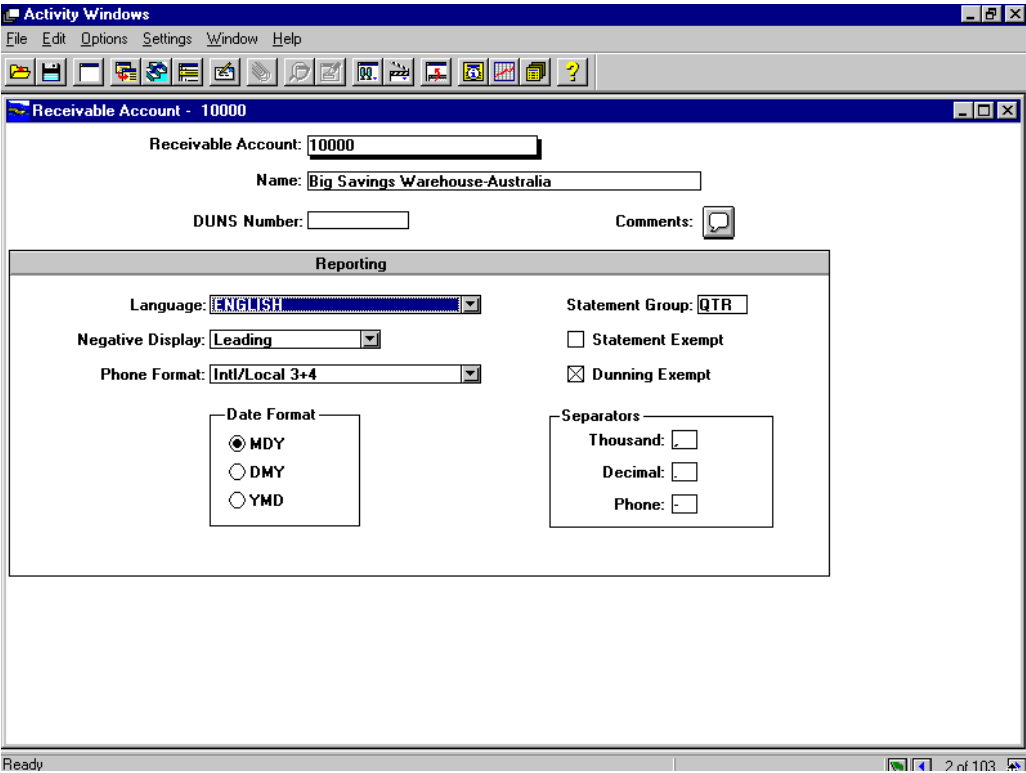 Activity Windows
File Edit Options Settings Window Help
Receivable Account - 10000
Receivable Account: 10000
Name: Big Savings Warehouse-Australia
DUNS Number: Comments:
Reporting
Language: ENGLISH Statement Group: QTR
Negative Display: Leading Statement Exempt
Phone Format: Intl/Local 3+4 Dunning Exempt
Date Format Separators
MDY Thousand: ,
DMY Decimal: .
YMD Phone: -
Ready 2 of 103